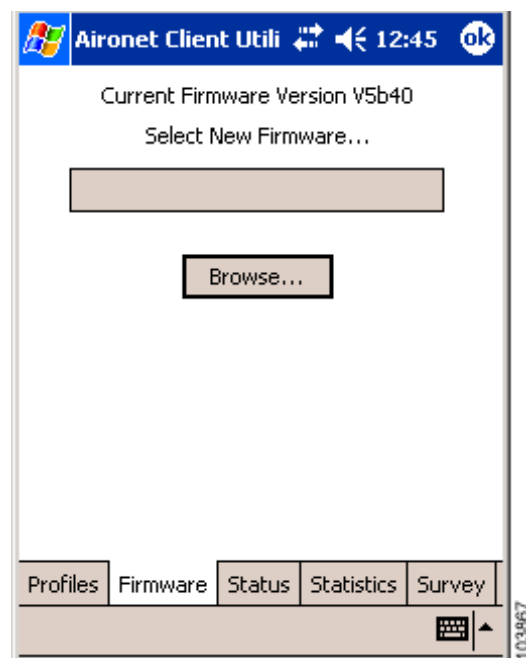 Aironet Client Utili 12:45 ok
Current Firmware Version V5b40
Select New Firmware...
Browse...
Profiles Firmware Status Statistics Survey
103867